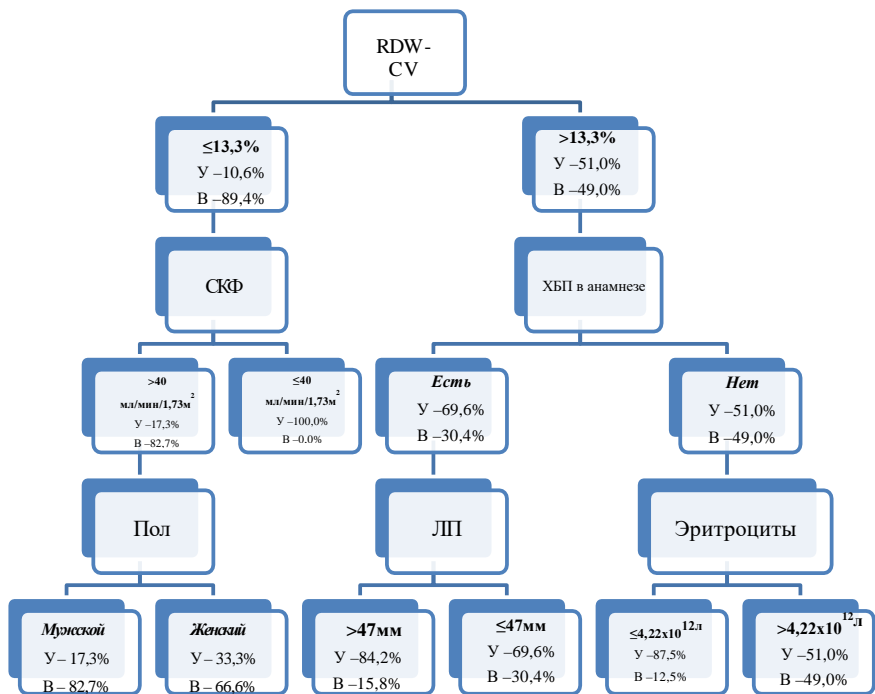 RDW-
CV
≤13,3%
У –10,6%
В –89,4%
>13,3%
У –51,0%
В –49,0%
СКФ
ХБП в анамнезе
>40
мл/мин/1,73м²
У –17,3%
В –82,7%
≤40
мл/мин/1,73м²
У –100,0%
В –0.0%
Есть
У –69,6%
В –30,4%
Нет
У –51,0%
В –49,0%
Пол
ЛП
Эритроциты
Мужской
У – 17,3%
В – 82,7%
Женский
У – 33,3%
В – 66,6%
>47мм
У –84,2%
В –15,8%
≤47мм
У –69,6%
В –30,4%
≤4,22х10¹²л
У –87,5%
В –12,5%
>4,22х10¹²л
У –51,0%
В –49,0%